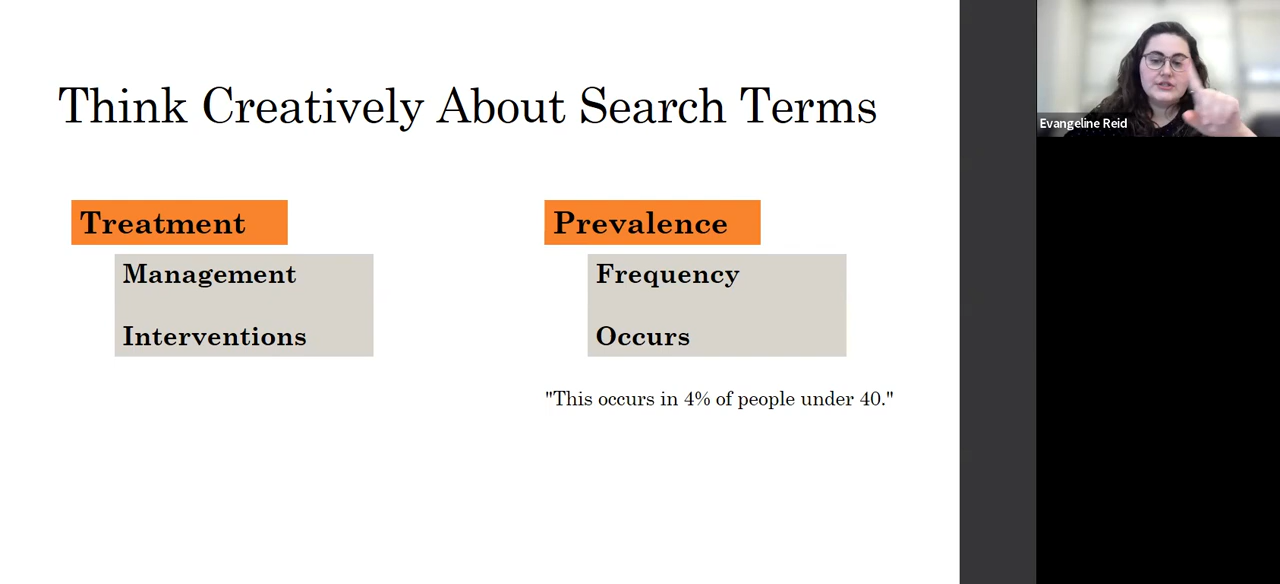 Think Creatively About Search Terms
Treatment
Management
Interventions
Prevalence
Frequency
Occurs
"This occurs in 4% of people under 40."
Evangeline Reid